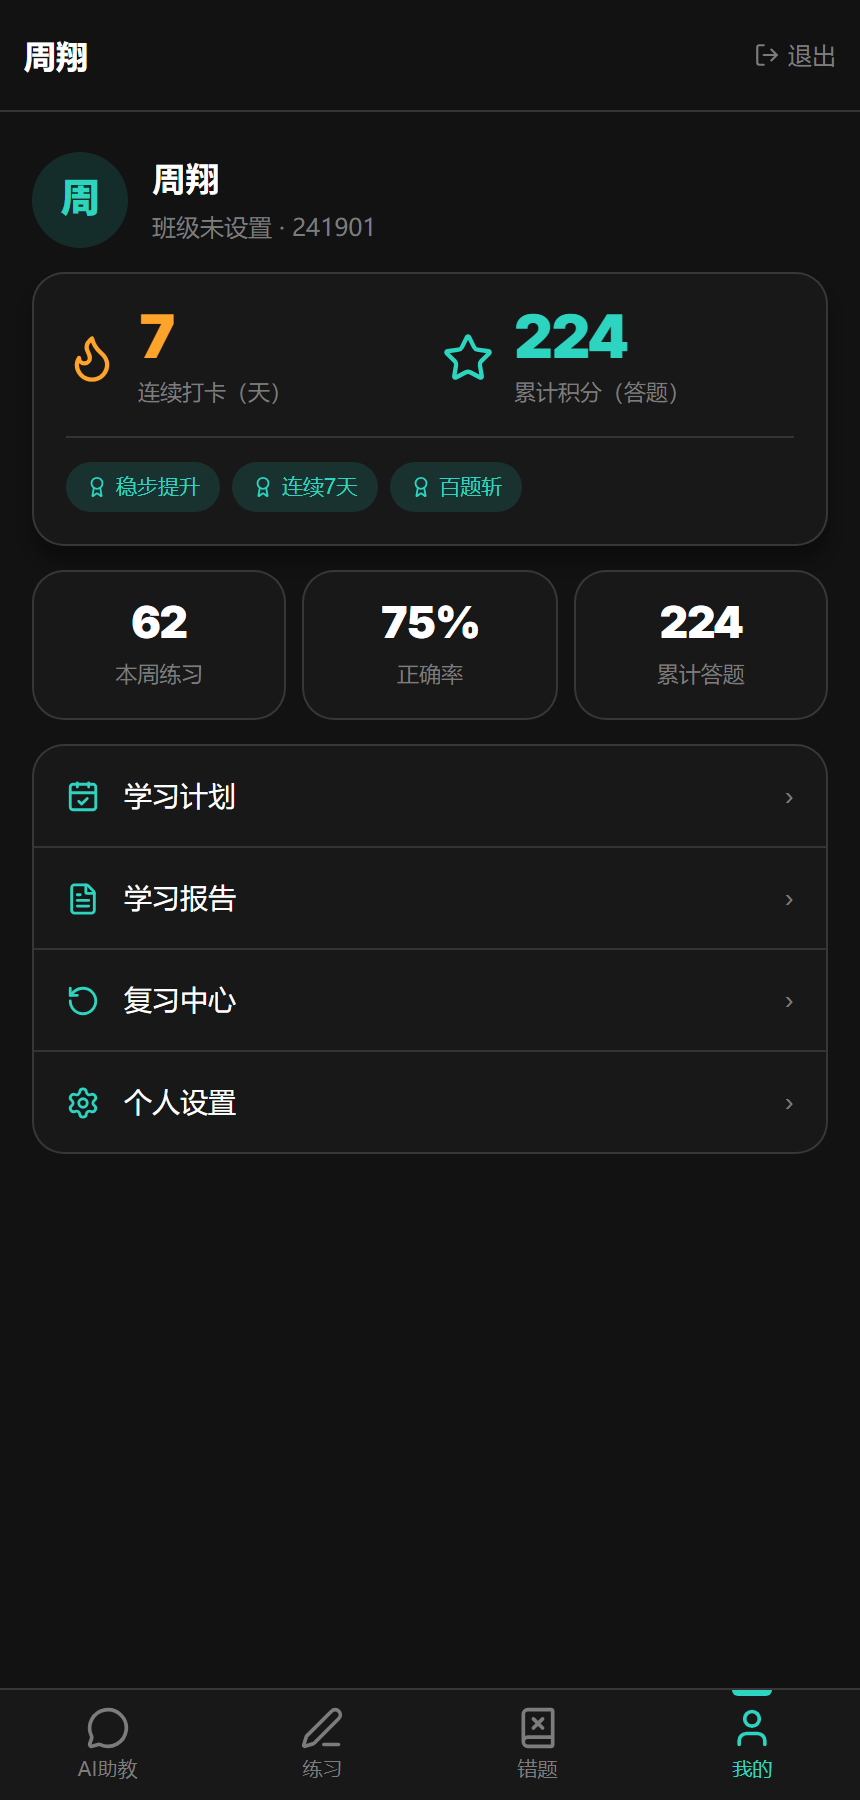 周翔
退出
周
周翔
班级未设置 · 241901
7
连续打卡（天）
224
累计积分（答题）
稳步提升
连续7天
百题斩
62
本周练习
75%
正确率
224
累计答题
学习计划
学习报告
复习中心
个人设置
AI助教
练习
错题
我的